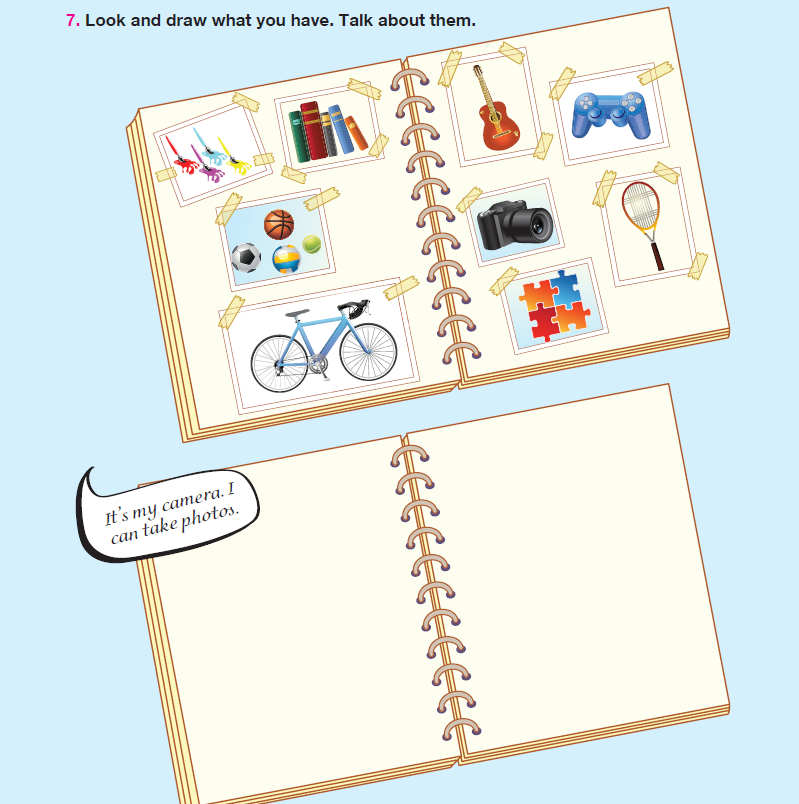 7. Look and draw what you have. Talk about them.
It's my camera. I
can take photos.